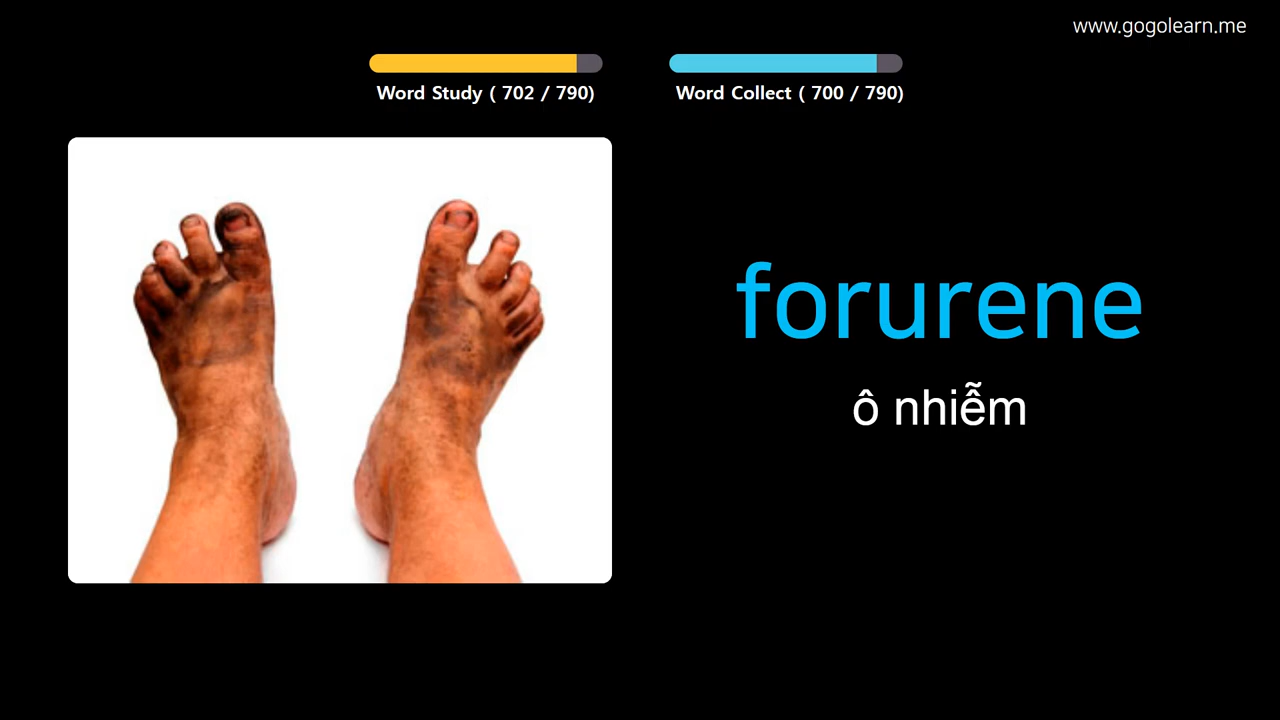 www.gogolearn.me
Word Study ( 702 / 790)
Word Collect ( 700 / 790)
forurene
ô nhiễm